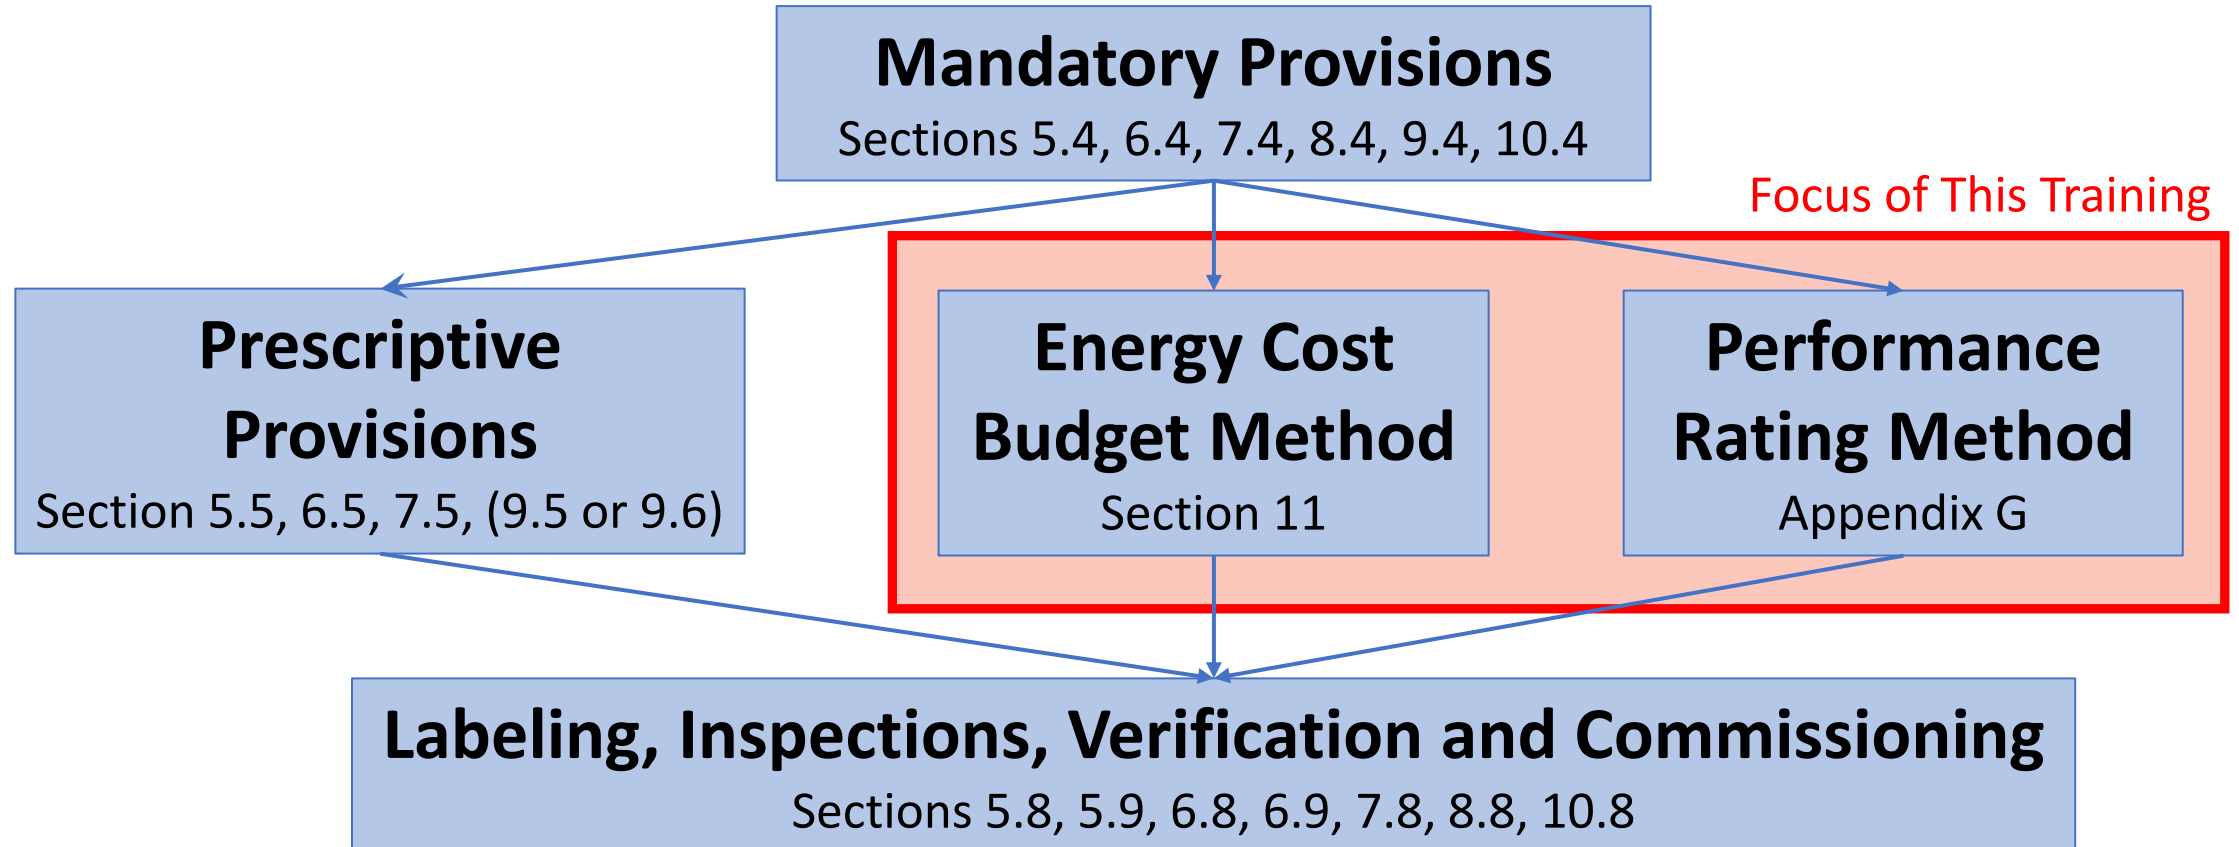 Mandatory Provisions
Sections 5.4, 6.4, 7.4, 8.4, 9.4, 10.4
Focus of This Training
Prescriptive
Provisions
Section 5.5, 6.5, 7.5, (9.5 or 9.6)
Energy Cost
Budget Method
Section 11
Performance
Rating Method
Appendix G
Labeling, Inspections, Verification and Commissioning
Sections 5.8, 5.9, 6.8, 6.9, 7.8, 8.8, 10.8